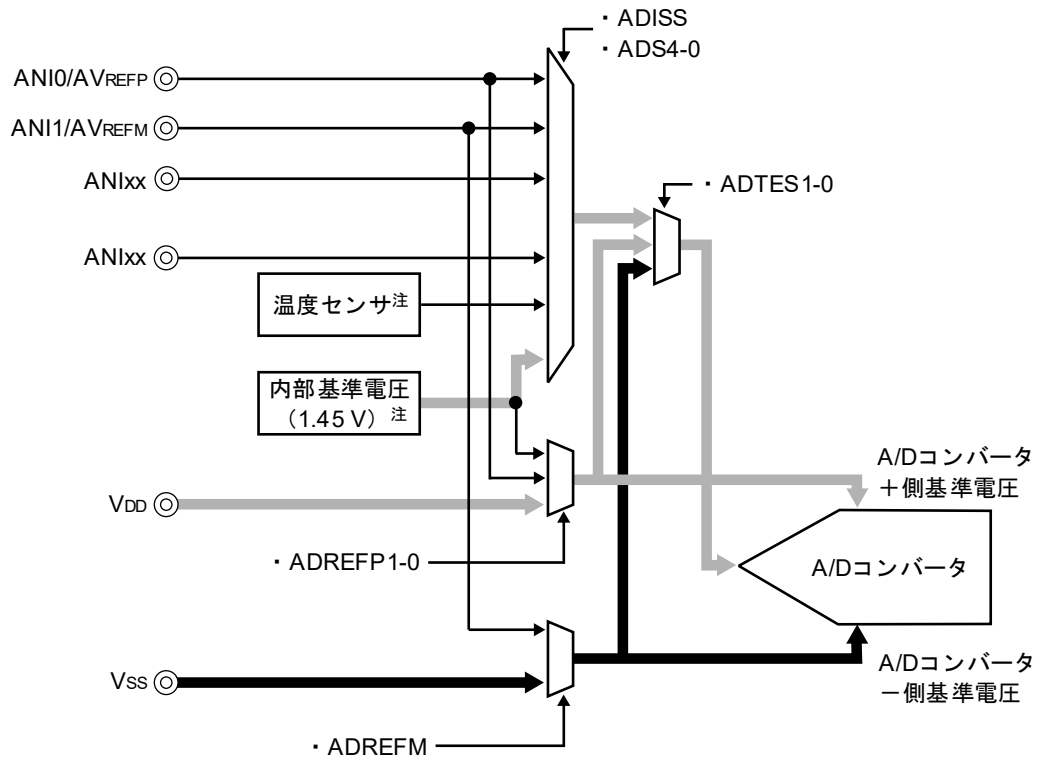 ・ADISS
・ADS4-0
ANI0/AVREFP
ANI1/AVREFM
ANIxx
・ADTES1-0
ANIxx
温度センサ注
内部基準電圧
（1.45 V）注
A/Dコンバータ
＋側基準電圧
VDD
・ADREFP1-0
A/Dコンバータ
VSS
A/Dコンバータ
－側基準電圧
・ADREFM